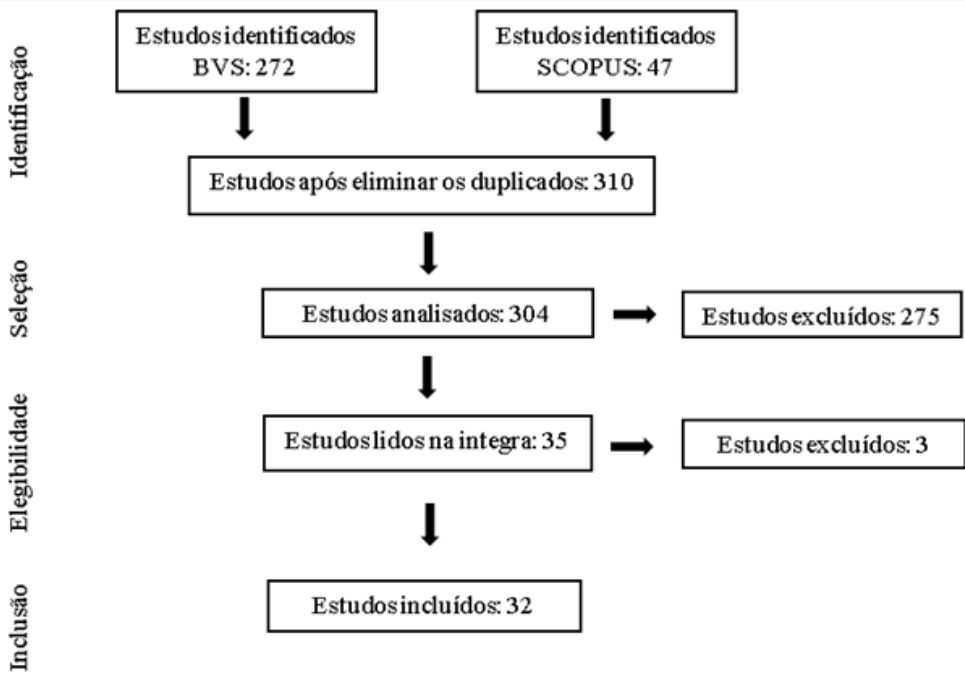 Identificação
Estudos identificados
BVS: 272
Estudos identificados
SCOPUS: 47
Estudos após eliminar os duplicados: 310
Seleção
Estudos analisados: 304
Estudos excluídos: 275
Elegibilidade
Estudos lidos na integra: 35
Estudos excluídos: 3
Inclusão
Estudos incluídos: 32